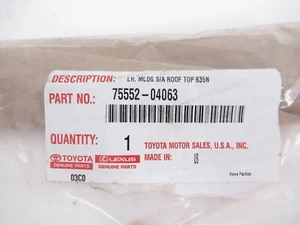 DESCRIPTION: LH. MLDG S/A ROOF TOP 635N
PART NO.: 75552-04063
QUANTITY: 1 TOYOTA MOTOR SALES, U.S.A., INC.
TOYOTA LEXUS MADE IN: US
GENUINE PARTS GENUINE PARTS
03C0